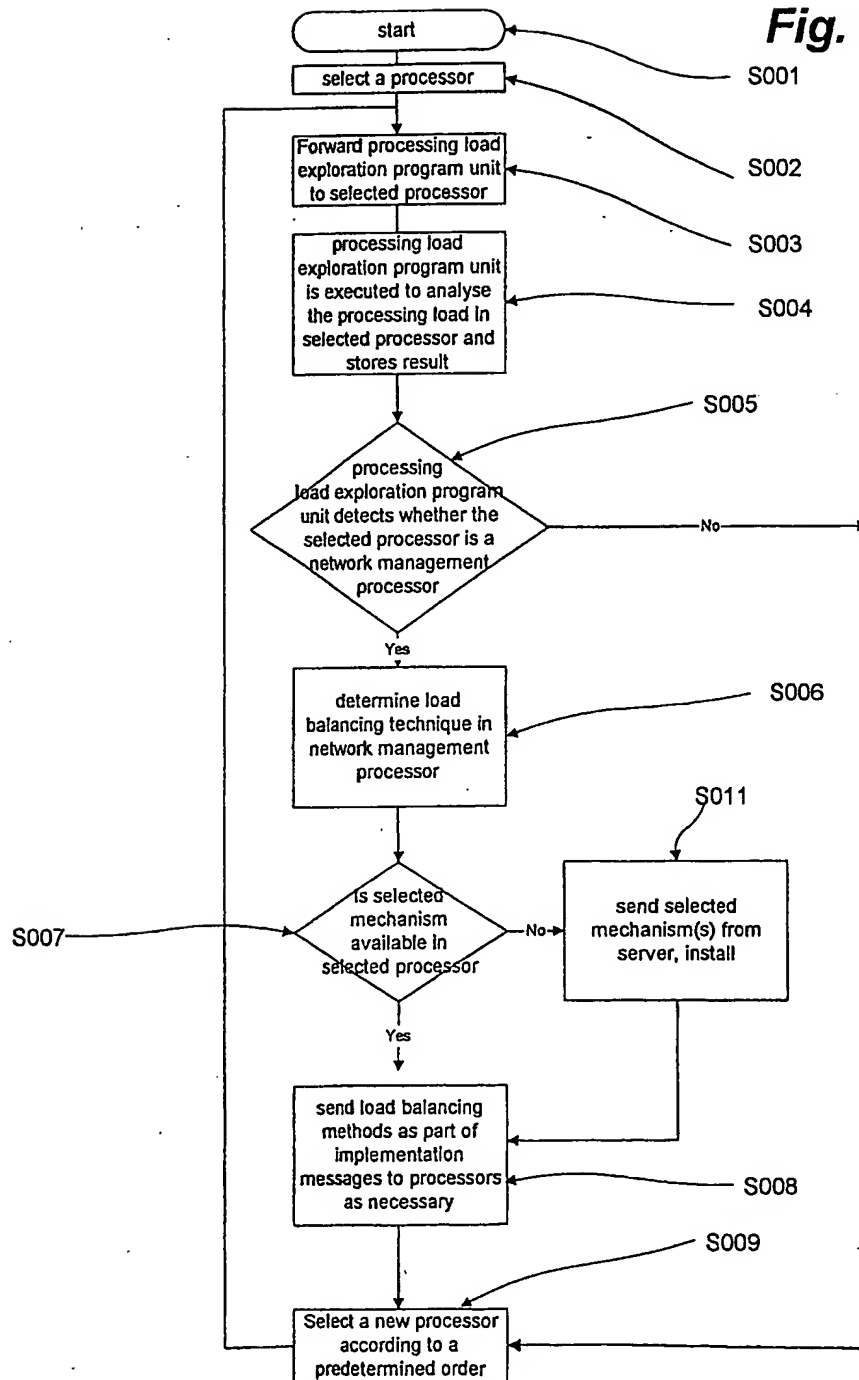 Fig.
start
S001
select a processor
S002
Forward processing load
exploration program unit
to selected processor
S003
processing load
exploration program unit
is executed to analyse
the processing load in
selected processor and
stores result
S004
S005
processing
load exploration program
unit detects whether the
selected processor is a
network management
processor
No
Yes
determine load
balancing technique in
network management
processor
S006
S011
is selected
mechanism
available in
selected processor
S007
No
send selected
mechanism(s) from
server, install
Yes
send load balancing
methods as part of
implementation
messages to processors
as necessary
S008
S009
Select a new processor
according to a
predetermined order